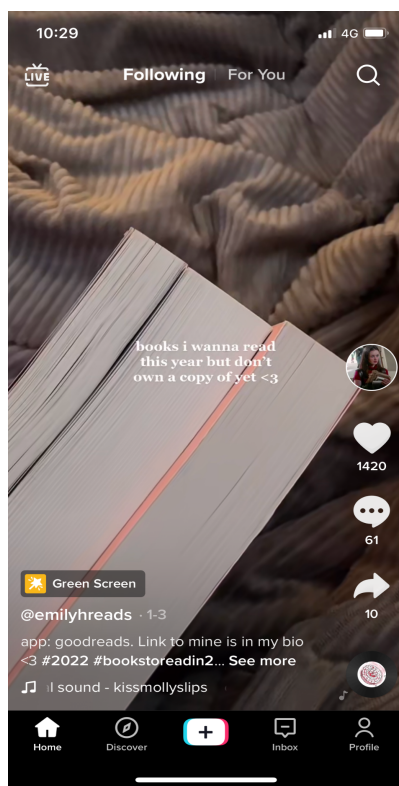 10:29
4G
LIVE
Following
For You
books i wanna read
this year but don't
own a copy of yet <3
1420
61
10
Green Screen
@emilyhreads · 1-3
app: goodreads. Link to mine is in my bio
<3 #2022 #bookstoreadin2... See more
l sound - kissmollyslips
Home
Discover
Inbox
Profile